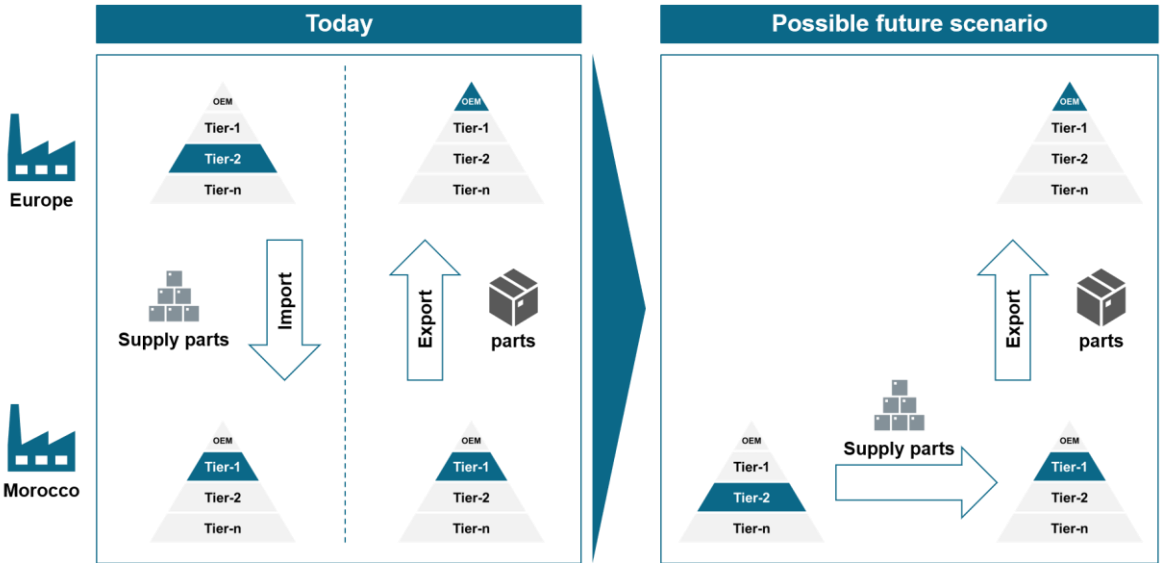 Today
Possible future scenario
OEM
Tier-1
Tier-2
Tier-n
OEM
Tier-1
Tier-2
Tier-n
OEM
Tier-1
Tier-2
Tier-n
Europe
Supply parts
Import
Export
parts
Export
parts
Supply parts
Morocco
OEM
Tier-1
Tier-2
Tier-n
OEM
Tier-1
Tier-2
Tier-n
OEM
Tier-1
Tier-2
Tier-n
OEM
Tier-1
Tier-2
Tier-n